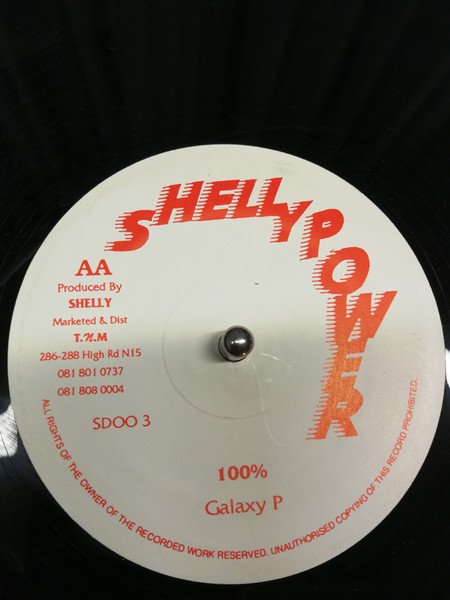 SHELLY POWER
AA
Produced By
SHELLY
Marketed & Dist
T.H.M
286-288 High Rd N15
081 801 0737
081 808 0004
SDOO 3
100%
Galaxy P
ALL RIGHTS OF THE OWNER OF THE RECORDED WORK RESERVED. UNAUTHORISED COPYING OF THIS RECORD PROHIBITED.